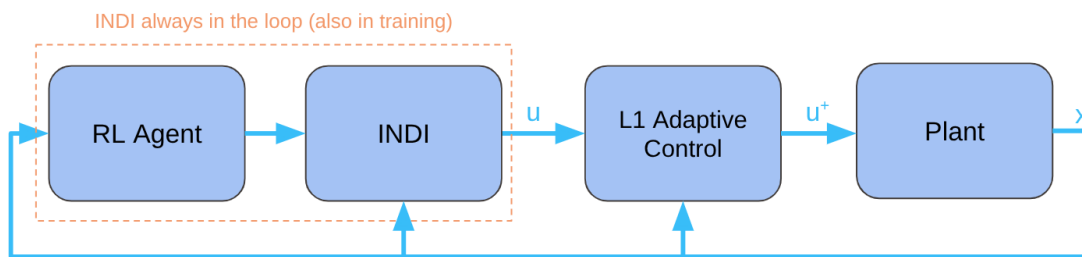 INDI always in the loop (also in training)
RL Agent
INDI
u
L1 Adaptive
Control
u+
Plant
x